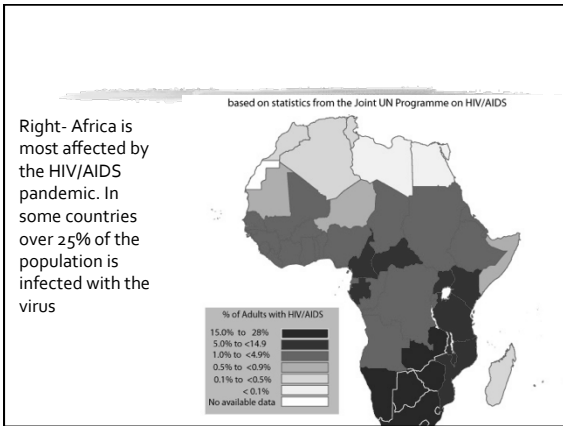 based on statistics from the Joint UN Programme on HIV/AIDS
Right- Africa is
most affected by
the HIV/AIDS
pandemic. In
some countries
over 25% of the
population is
infected with the
virus
% of Adults with HIV/AIDS
15.0% to 28%
5.0% to <14.9
1.0% to <4.9%
0.5% to <0.9%
0.1% to <0.5%
< 0.1%
No available data